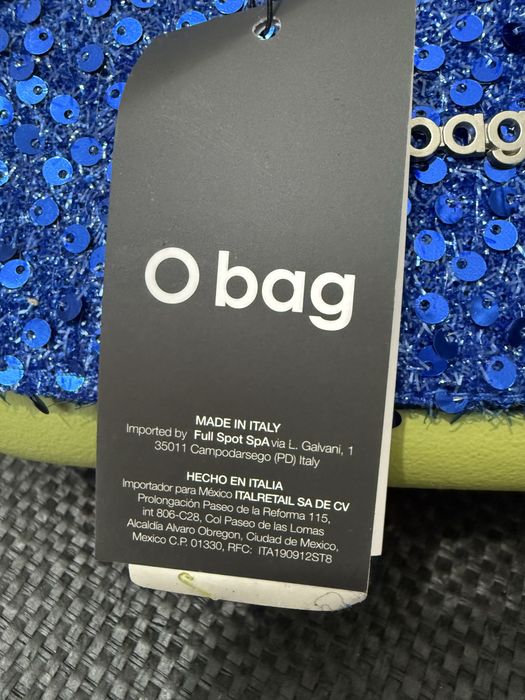 obag
O bag
MADE IN ITALY
Imported by Full Spot SpA via L. Galvani, 1
35011 Campodarsego (PD) Italy
HECHO EN ITALIA
Importador para México ITALRETAIL SA DE CV
Prolongación Paseo de la Reforma 115,
int 806-C28, Col Paseo de las Lomas
Alcaldía Alvaro Obregon, Ciudad de Mexico,
Mexico C.P. 01330, RFC: ITA190912ST8